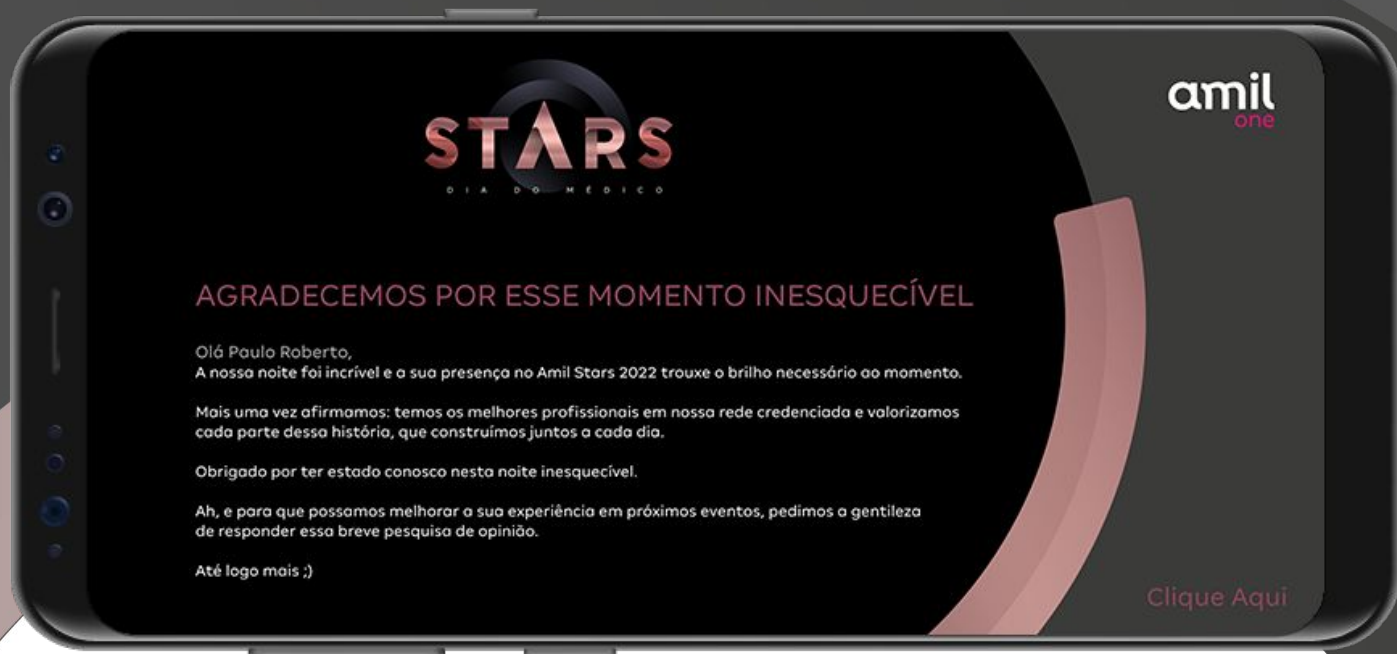 STARS
DIA DO MÉDICO
amil
one
AGRADECEMOS POR ESSE MOMENTO INESQUECÍVEL
Olá Paulo Roberto,
A nossa noite foi incrível e a sua presença no Amil Stars 2022 trouxe o brilho necessário ao momento.
Mais uma vez afirmamos: temos os melhores profissionais em nossa rede credenciada e valorizamos
cada parte dessa história, que construímos juntos a cada dia.
Obrigado por ter estado conosco nesta noite inesquecível.
Ah, e para que possamos melhorar a sua experiência em próximos eventos, pedimos a gentileza
de responder essa breve pesquisa de opinião.
Até logo mais ;)
Clique Aqui